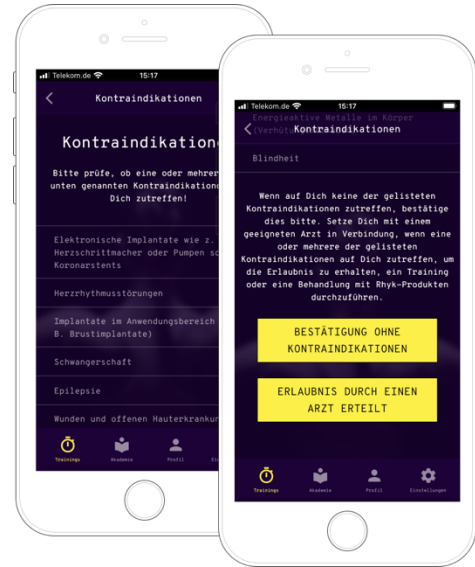 Telekom.de 15:17
Kontraindikationen
Kontraindikation
Bitte prüfe, ob eine oder mehrer
unten genannten Kontraindikation
Dich zutreffen!
Elektronische Implantate wie z.
Herzschrittmacher oder Pumpen so
Koronarstents
Herzrhythmusstörungen
Implantate im Anwendungsbereich
B. Brustimplantate)
Schwangerschaft
Epilepsie
Wunden und offenen Hauterkrankun
Trainings Akademie Profil
Telekom.de 15:17
Energieaktive Metalle im Körper
Kontraindikationen
Blindheit
Wenn auf Dich keine der gelisteten
Kontraindikationen zutreffen, bestätige
dies bitte. Setze Dich mit einem
geeigneten Arzt in Verbindung, wenn eine
oder mehrere der gelisteten
Kontraindikationen auf Dich zutreffen, um
die Erlaubnis zu erhalten, ein Training
oder eine Behandlung mit Rhyk-Produkten
durchzuführen.
BESTÄTIGUNG OHNE
KONTRAINDIKATIONEN
ERLAUBNIS DURCH EINEN
ARZT ERTEILT
Trainings Akademie Profil Einstellungen